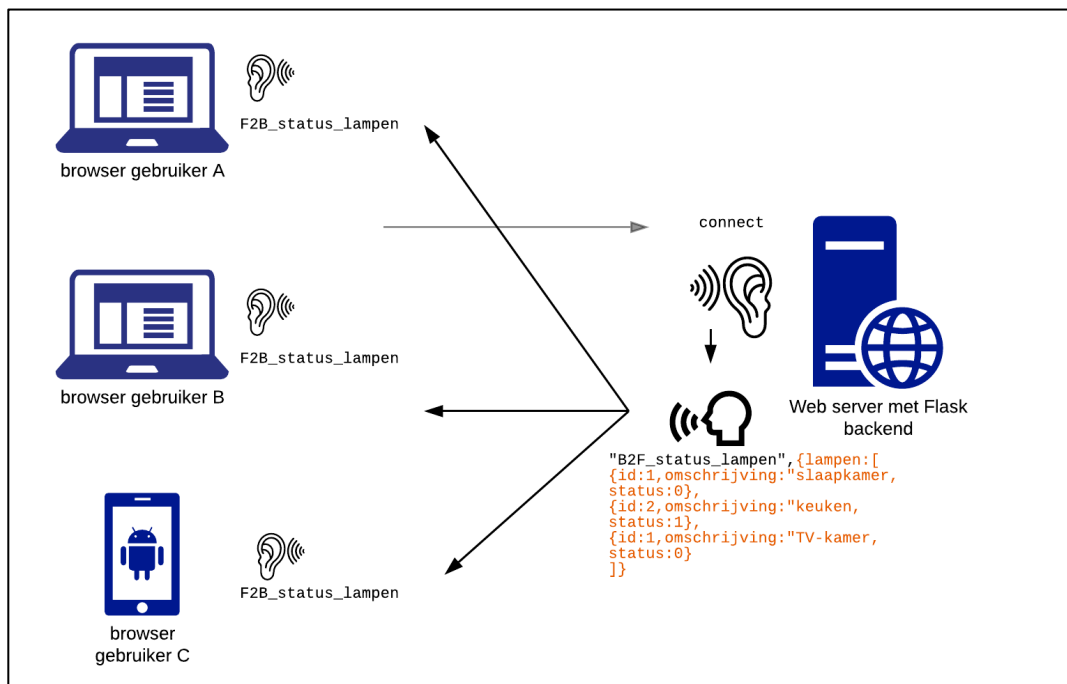 F2B_status_lampen
browser gebruiker A
connect
F2B_status_lampen
browser gebruiker B
Web server met Flask
backend
"B2F_status_lampen",{lampen:[
{id:1,omschrijving:"slaapkamer,
status:0},
{id:2,omschrijving:"keuken,
status:1},
{id:1,omschrijving:"TV-kamer,
status:0}
]}
F2B_status_lampen
browser
gebruiker C